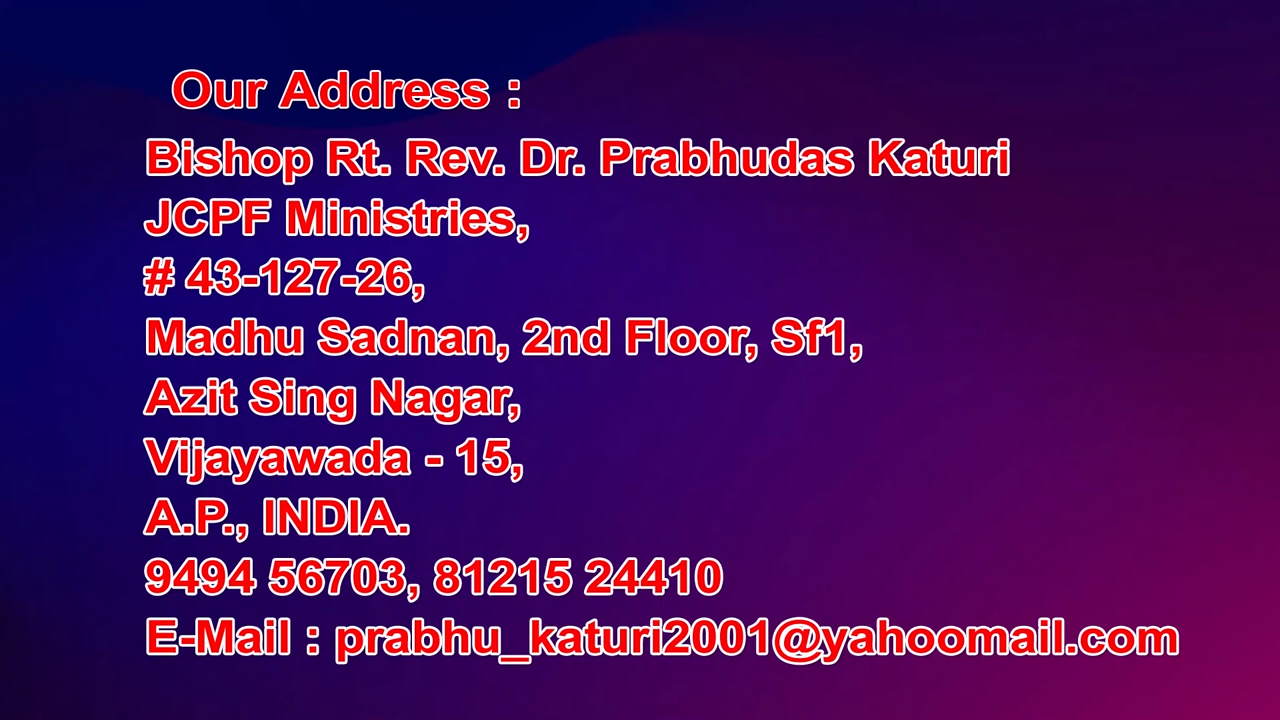 Our Address :
Bishop Rt. Rev. Dr. Prabhudas Katuri
JCPF Ministries,
# 43-127-26,
Madhu Sadnan, 2nd Floor, Sf1,
Azit Sing Nagar,
Vijayawada - 15,
A.P., INDIA.
9494 56703, 81215 24410
E-Mail : prabhu_katuri2001@yahoomail.com